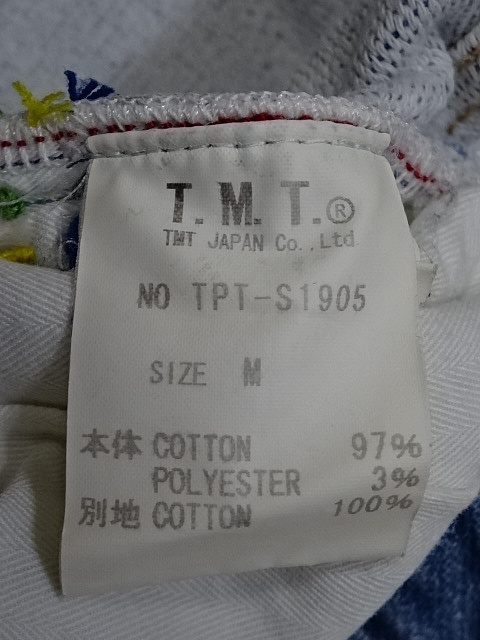 T.M.T.®
TMT JAPAN Co.,Ltd.
NO TPT-S1905
SIZE M
本体 COTTON 97%
POLYESTER 3%
別地 COTTON 100%